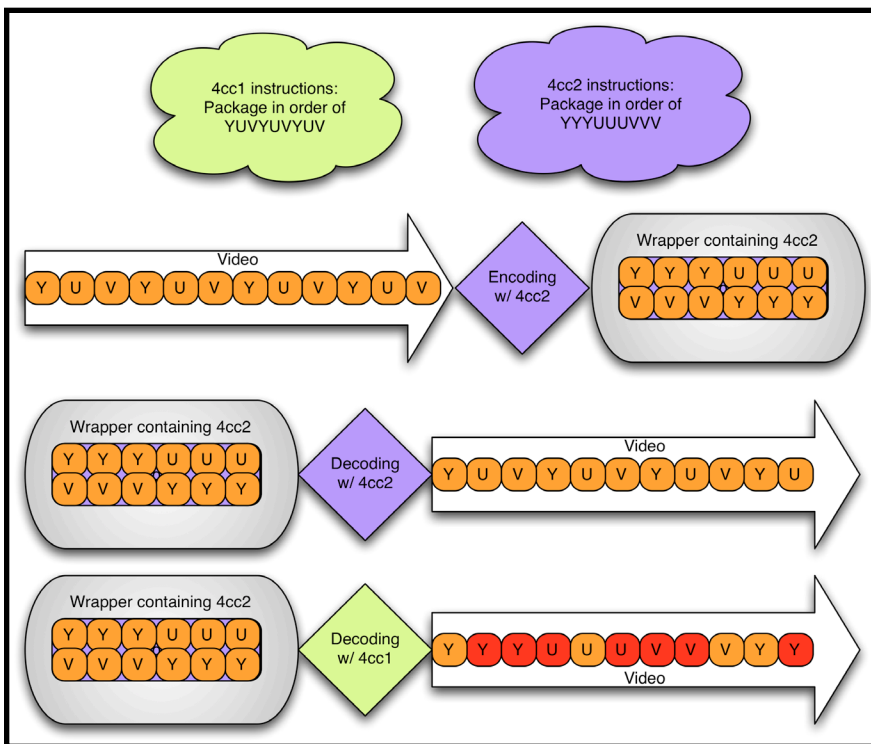 4cc1 instructions:
Package in order of
YUVYUVYUV
4cc2 instructions:
Package in order of
YYYUUUVVV
Video
Y U V Y U V Y U V Y U V
Encoding
w/ 4cc2
Wrapper containing 4cc2
Y Y Y U U U
V V V Y Y Y
Wrapper containing 4cc2
Y Y Y U U U
V V V Y Y Y
Decoding
w/ 4cc2
Video
Y U V Y U V Y U V Y U
Wrapper containing 4cc2
Y Y Y U U U
V V V Y Y Y
Decoding
w/ 4cc1
Y Y Y U U U V V V Y Y
Video